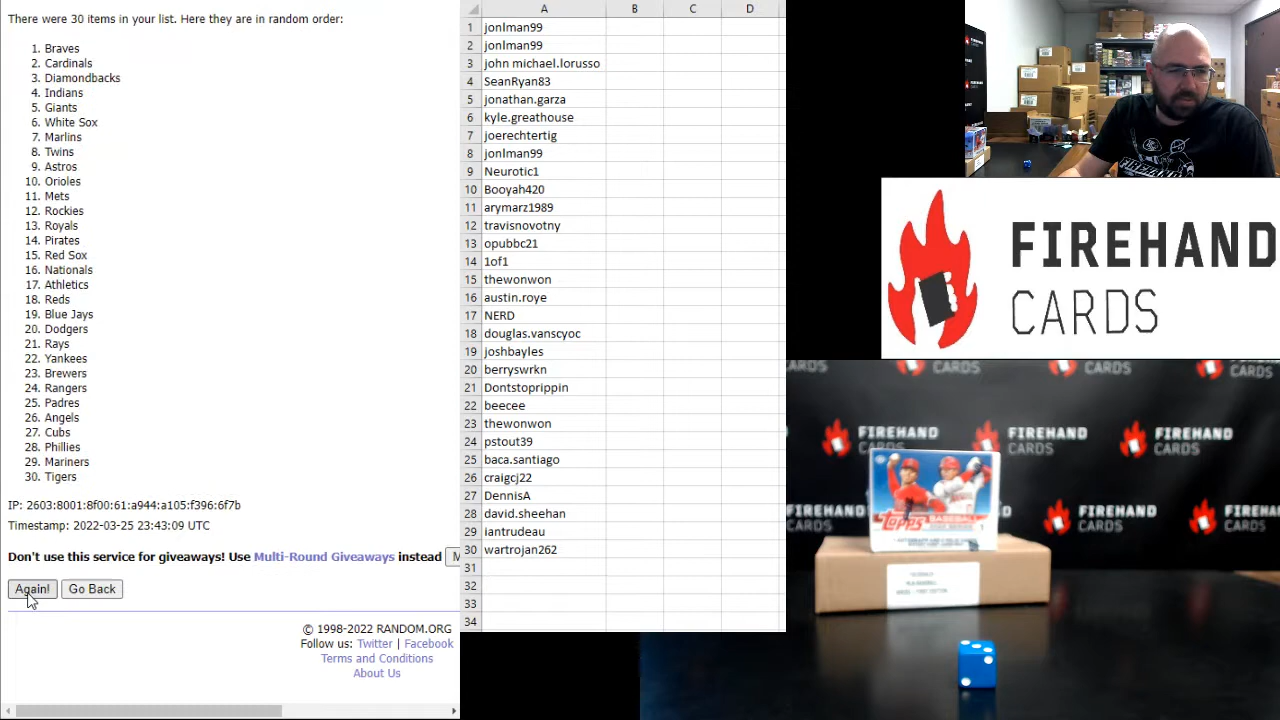 There were 30 items in your list. Here they are in random order:
1. Braves
2. Cardinals
3. Diamondbacks
4. Indians
5. Giants
6. White Sox
7. Marlins
8. Twins
9. Astros
10. Orioles
11. Mets
12. Rockies
13. Royals
14. Pirates
15. Red Sox
16. Nationals
17. Athletics
18. Reds
19. Blue Jays
20. Dodgers
21. Rays
22. Yankees
23. Brewers
24. Rangers
25. Padres
26. Angels
27. Cubs
28. Phillies
29. Mariners
30. Tigers
IP: 2603:8001:8f00:61:a944:a105:f396:6f7b
Timestamp: 2022-03-25 23:43:09 UTC
Don't use this service for giveaways! Use Multi-Round Giveaways instead M
Again! Go Back
© 1998-2022 RANDOM.ORG
Follow us: Twitter | Facebook
Terms and Conditions
About Us
A B C D
1 jonlman99
2 jonlman99
3 john michael.lorusso
4 SeanRyan83
5 jonathan.garza
6 kyle.greathouse
7 joerechtertig
8 jonlman99
9 Neurotic1
10 Booyah420
11 arymarz1989
12 travisnovotny
13 opubbc21
14 1of1
15 thewonwon
16 austin.roye
17 NERD
18 douglas.vanscyoc
19 joshbayles
20 berryswrkn
21 Dontstoprippin
22 beecee
23 thewonwon
24 pstout39
25 baca.santiago
26 craigcj22
27 DennisA
28 david.sheehan
29 iantrudeau
30 wartrojan262
31
32
33
34
FIREHAND
CARDS
FIREHAND
CARDS
FIREHAND
CARDS
FIREHAND
Topps
BASEBALL